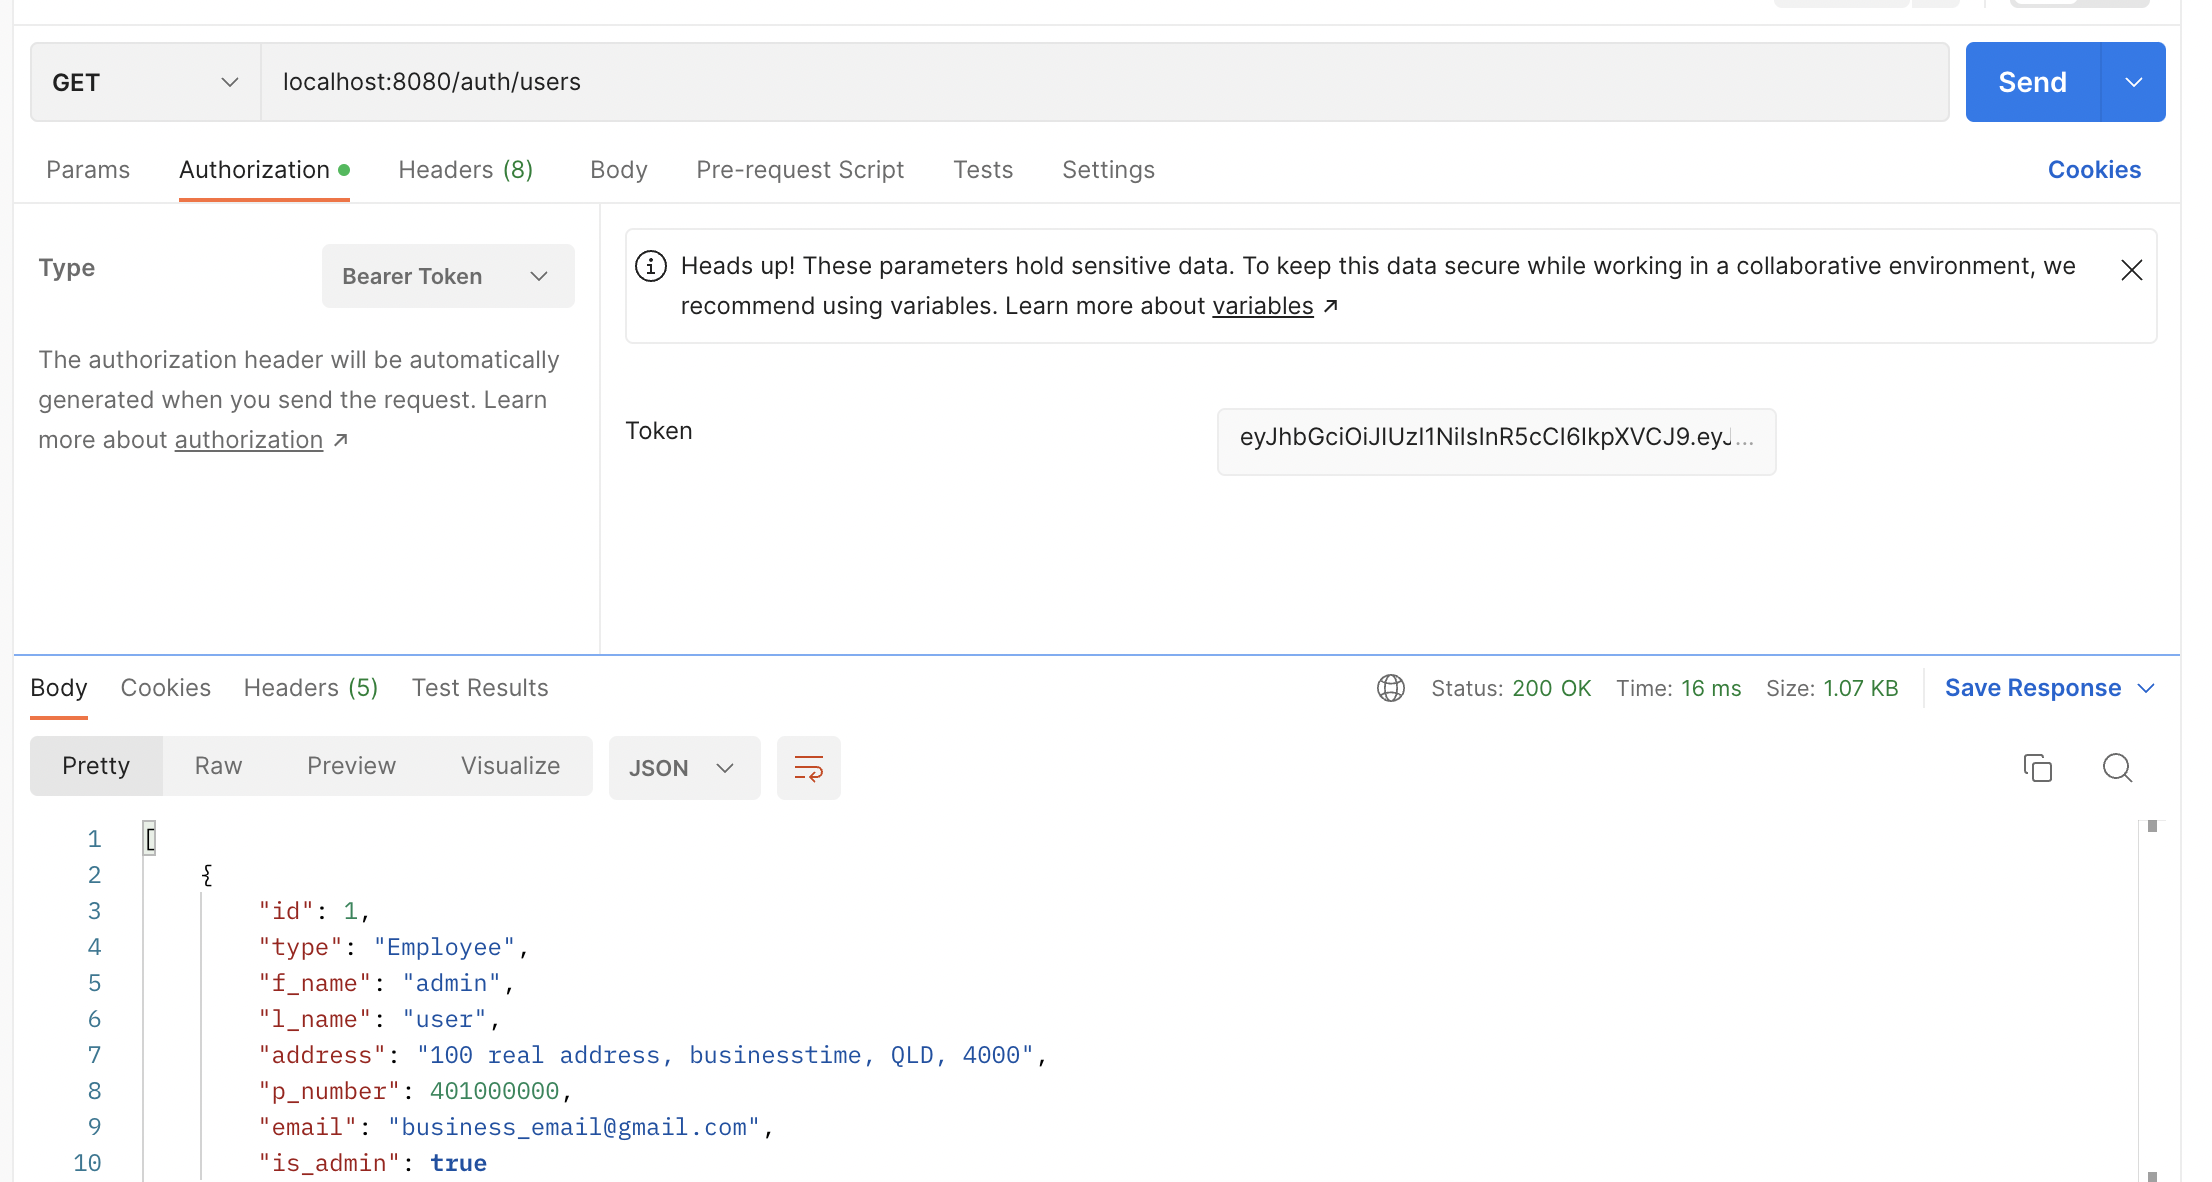 GET
localhost:8080/auth/users
Send
Params Authorization Headers (8) Body Pre-request Script Tests Settings Cookies
Type
Bearer Token
The authorization header will be automatically
generated when you send the request. Learn
more about authorization ↗
Heads up! These parameters hold sensitive data. To keep this data secure while working in a collaborative environment, we
recommend using variables. Learn more about variables ↗
Token
eyJhbGciOiJIUzI1NiIsInR5cCI6IkpXVCJ9.eyJ...
Body Cookies Headers (5) Test Results
Status: 200 OK Time: 16 ms Size: 1.07 KB Save Response
Pretty Raw Preview Visualize JSON
1 [
2 {
3 "id": 1,
4 "type": "Employee",
5 "f_name": "admin",
6 "l_name": "user",
7 "address": "100 real address, businesstime, QLD, 4000",
8 "p_number": 401000000,
9 "email": "business_email@gmail.com",
10 "is_admin": true